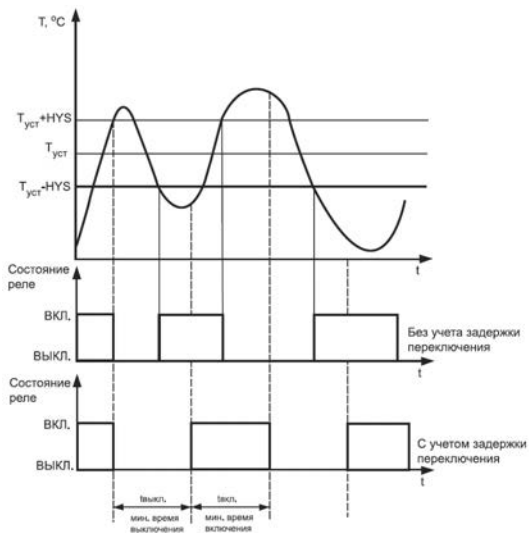 T, °C
Tуст+HYS
Tуст
Tуст-HYS
t
Состояние
реле
ВКЛ.
ВЫКЛ.
Без учета задержки
переключения
t
Состояние
реле
ВКЛ.
ВЫКЛ.
С учетом задержки
переключения
t
tвыкл.
tвкл.
мин. время
выключения
мин. время
включения